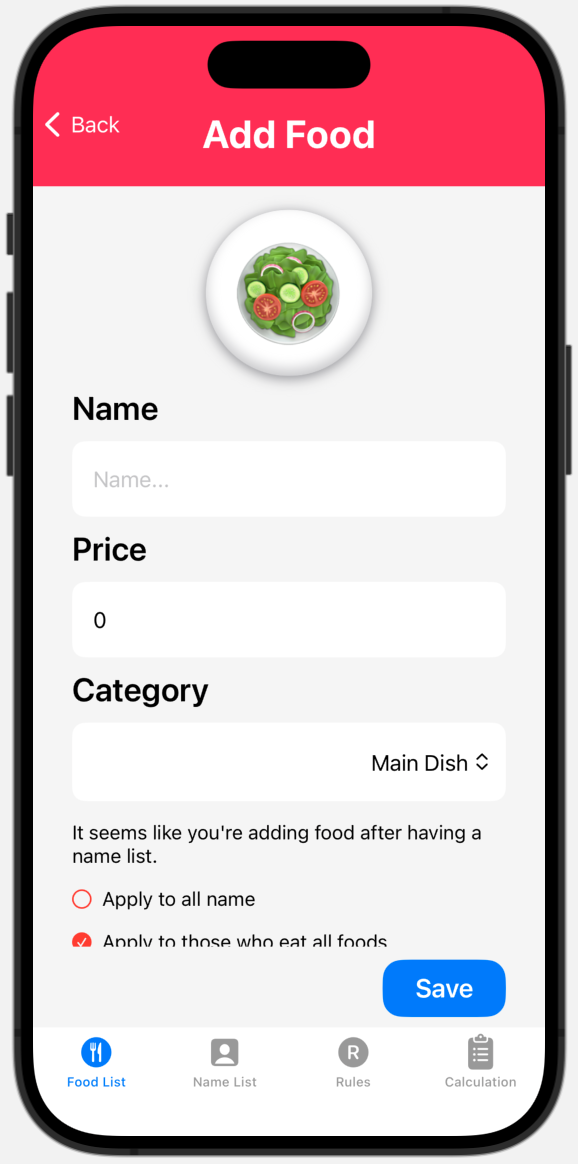 Back
Add Food
Name
Name...
Price
0
Category
Main Dish
It seems like you're adding food after having a
name list.
Apply to all name
Apply to those who eat all foods
Save
Food List
Name List
R
Rules
Calculation